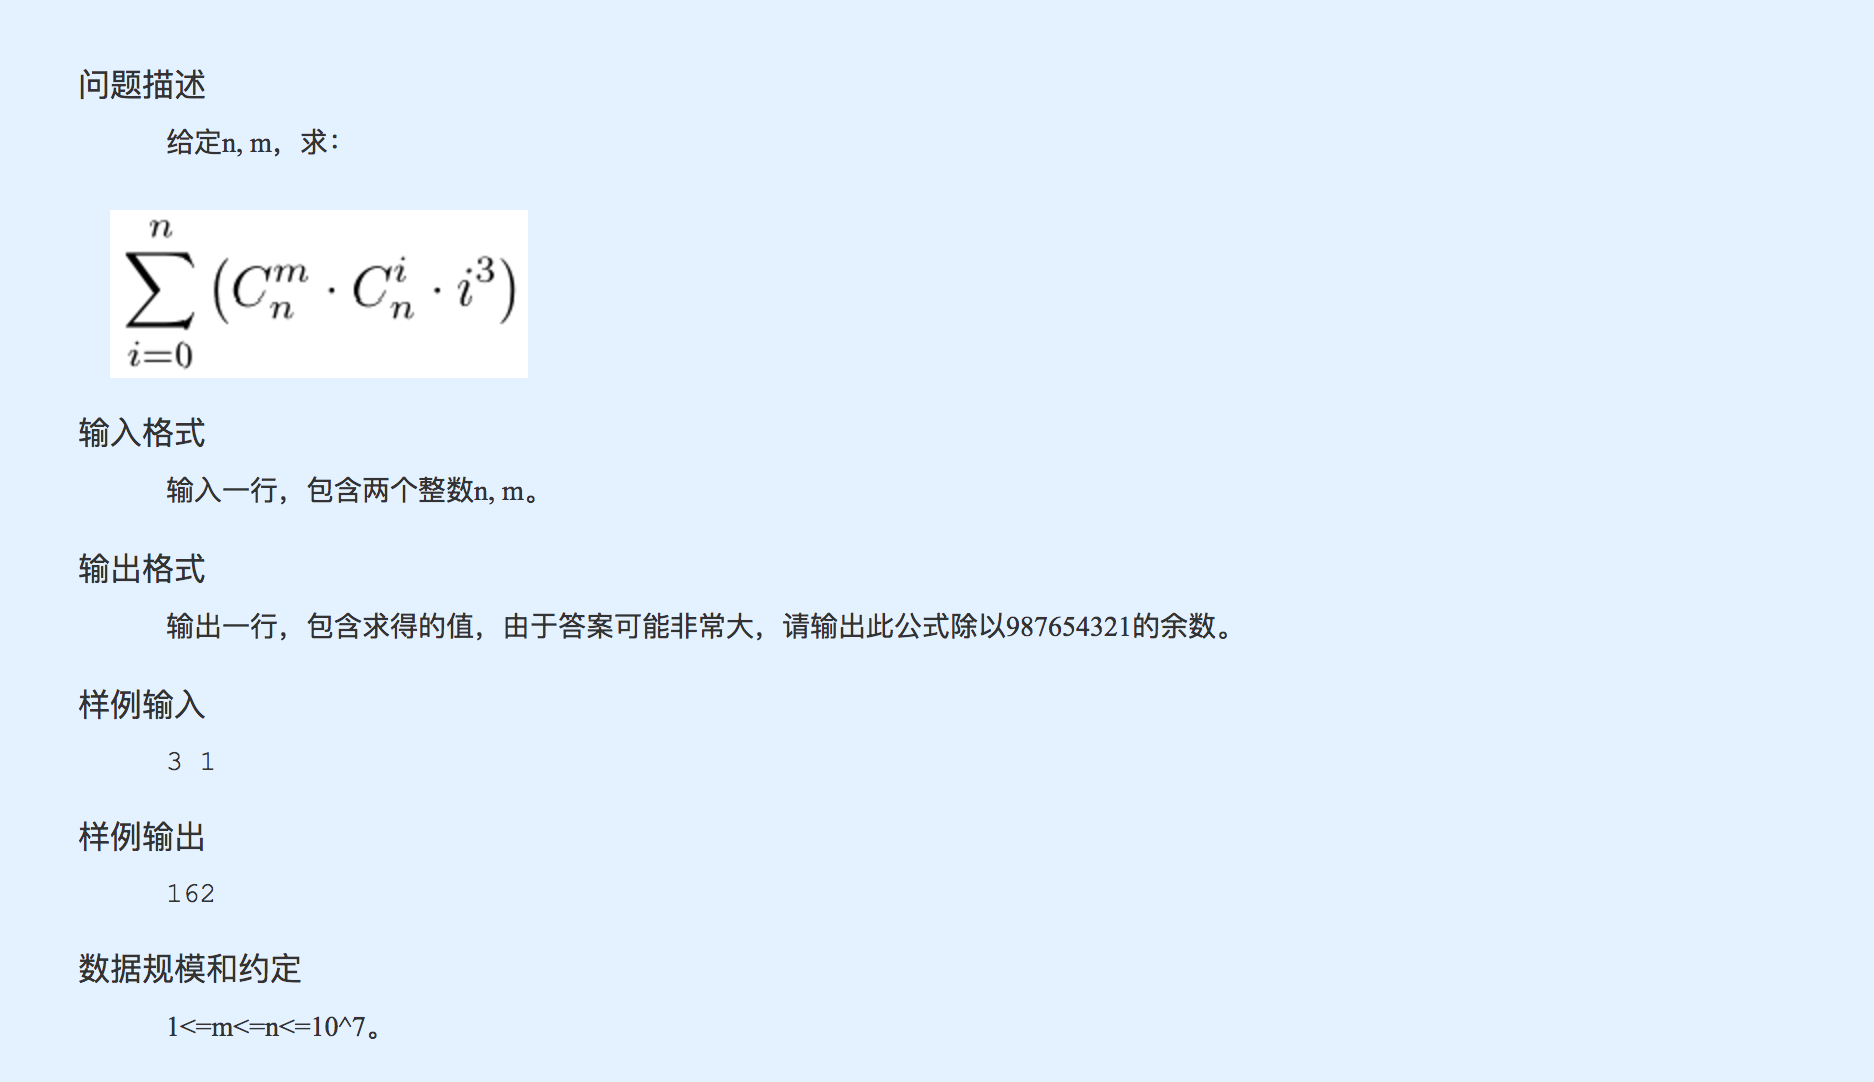 问题描述
给定n, m，求：
n
∑ (C_n^m · C_n^i · i^3)
i=0
输入格式
输入一行，包含两个整数n, m。
输出格式
输出一行，包含求得的值，由于答案可能非常大，请输出此公式除以987654321的余数。
样例输入
3 1
样例输出
162
数据规模和约定
1<=m<=n<=10^7。